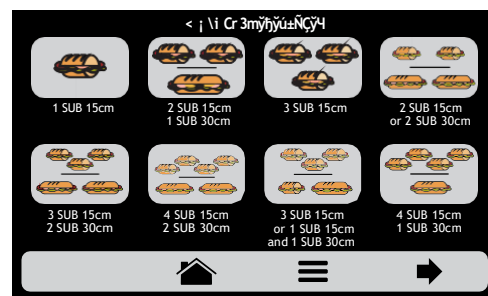 1 SUB 15cm
2 SUB 15cm
1 SUB 30cm
3 SUB 15cm
2 SUB 15cm
or 2 SUB 30cm
3 SUB 15cm
2 SUB 30cm
4 SUB 15cm
2 SUB 30cm
3 SUB 15cm
or 1 SUB 15cm
and 1 SUB 30cm
4 SUB 15cm
1 SUB 30cm